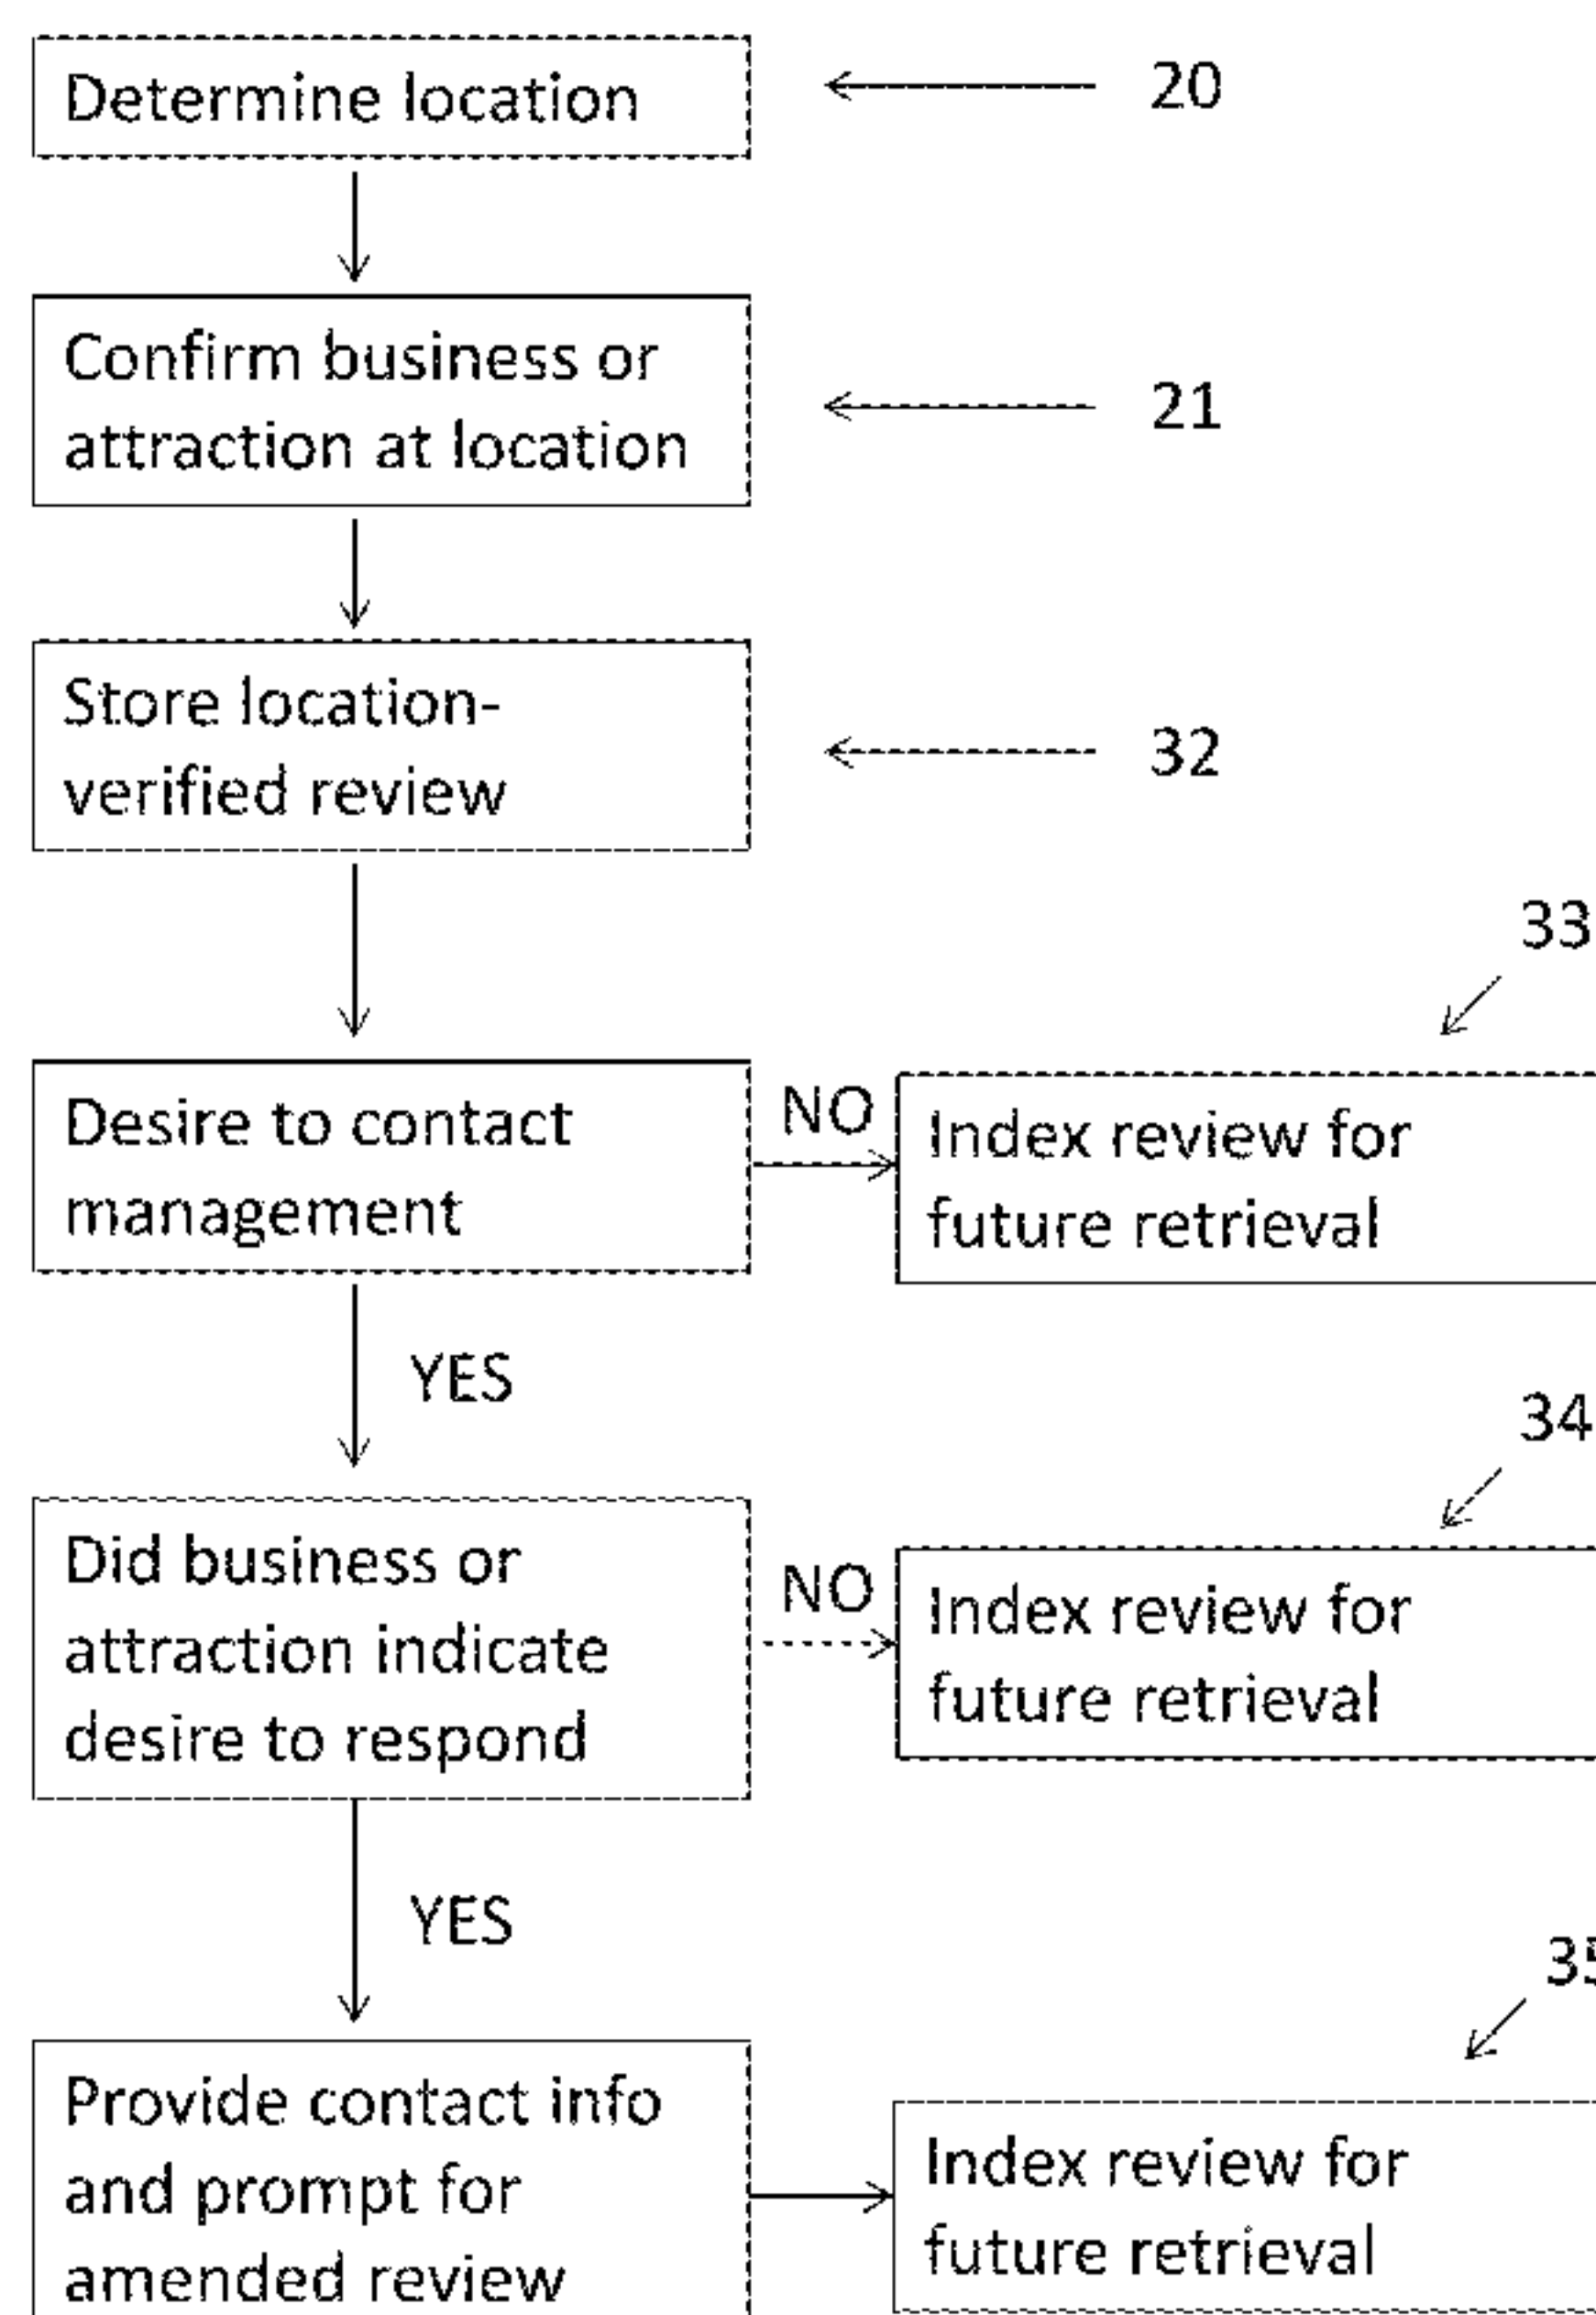 Determine location
20
Confirm business or
attraction at location
21
Store location-
verified review
32
33
Desire to contact
management
NO
Index review for
future retrieval
YES
34
Did business or
attraction indicate
desire to respond
NO
Index review for
future retrieval
YES
35
Provide contact info
and prompt for
amended review
Index review for
future retrieval